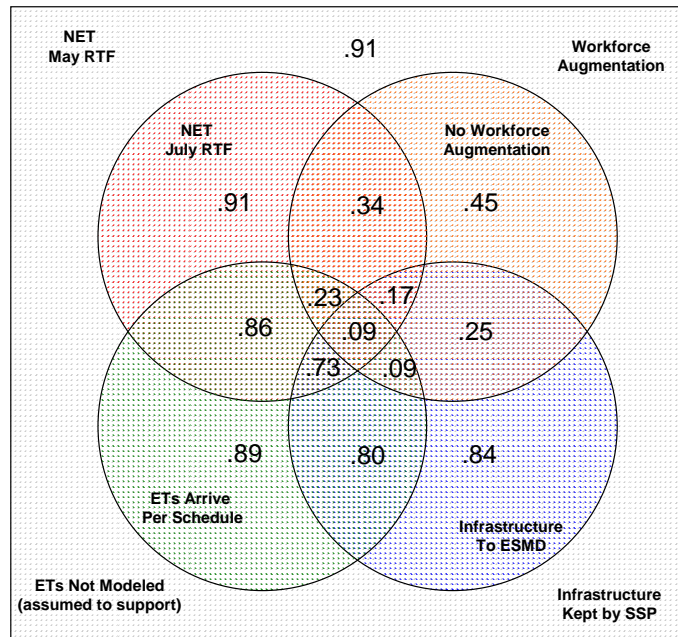 NET
May RTF
.91
Workforce
Augmentation
NET
July RTF
No Workforce
Augmentation
.91
.34
.45
.23
.17
.86
.09
.25
.73
.09
.89
.80
.84
ETs Arrive
Per Schedule
Infrastructure
To ESMD
ETs Not Modeled
(assumed to support)
Infrastructure
Kept by SSP